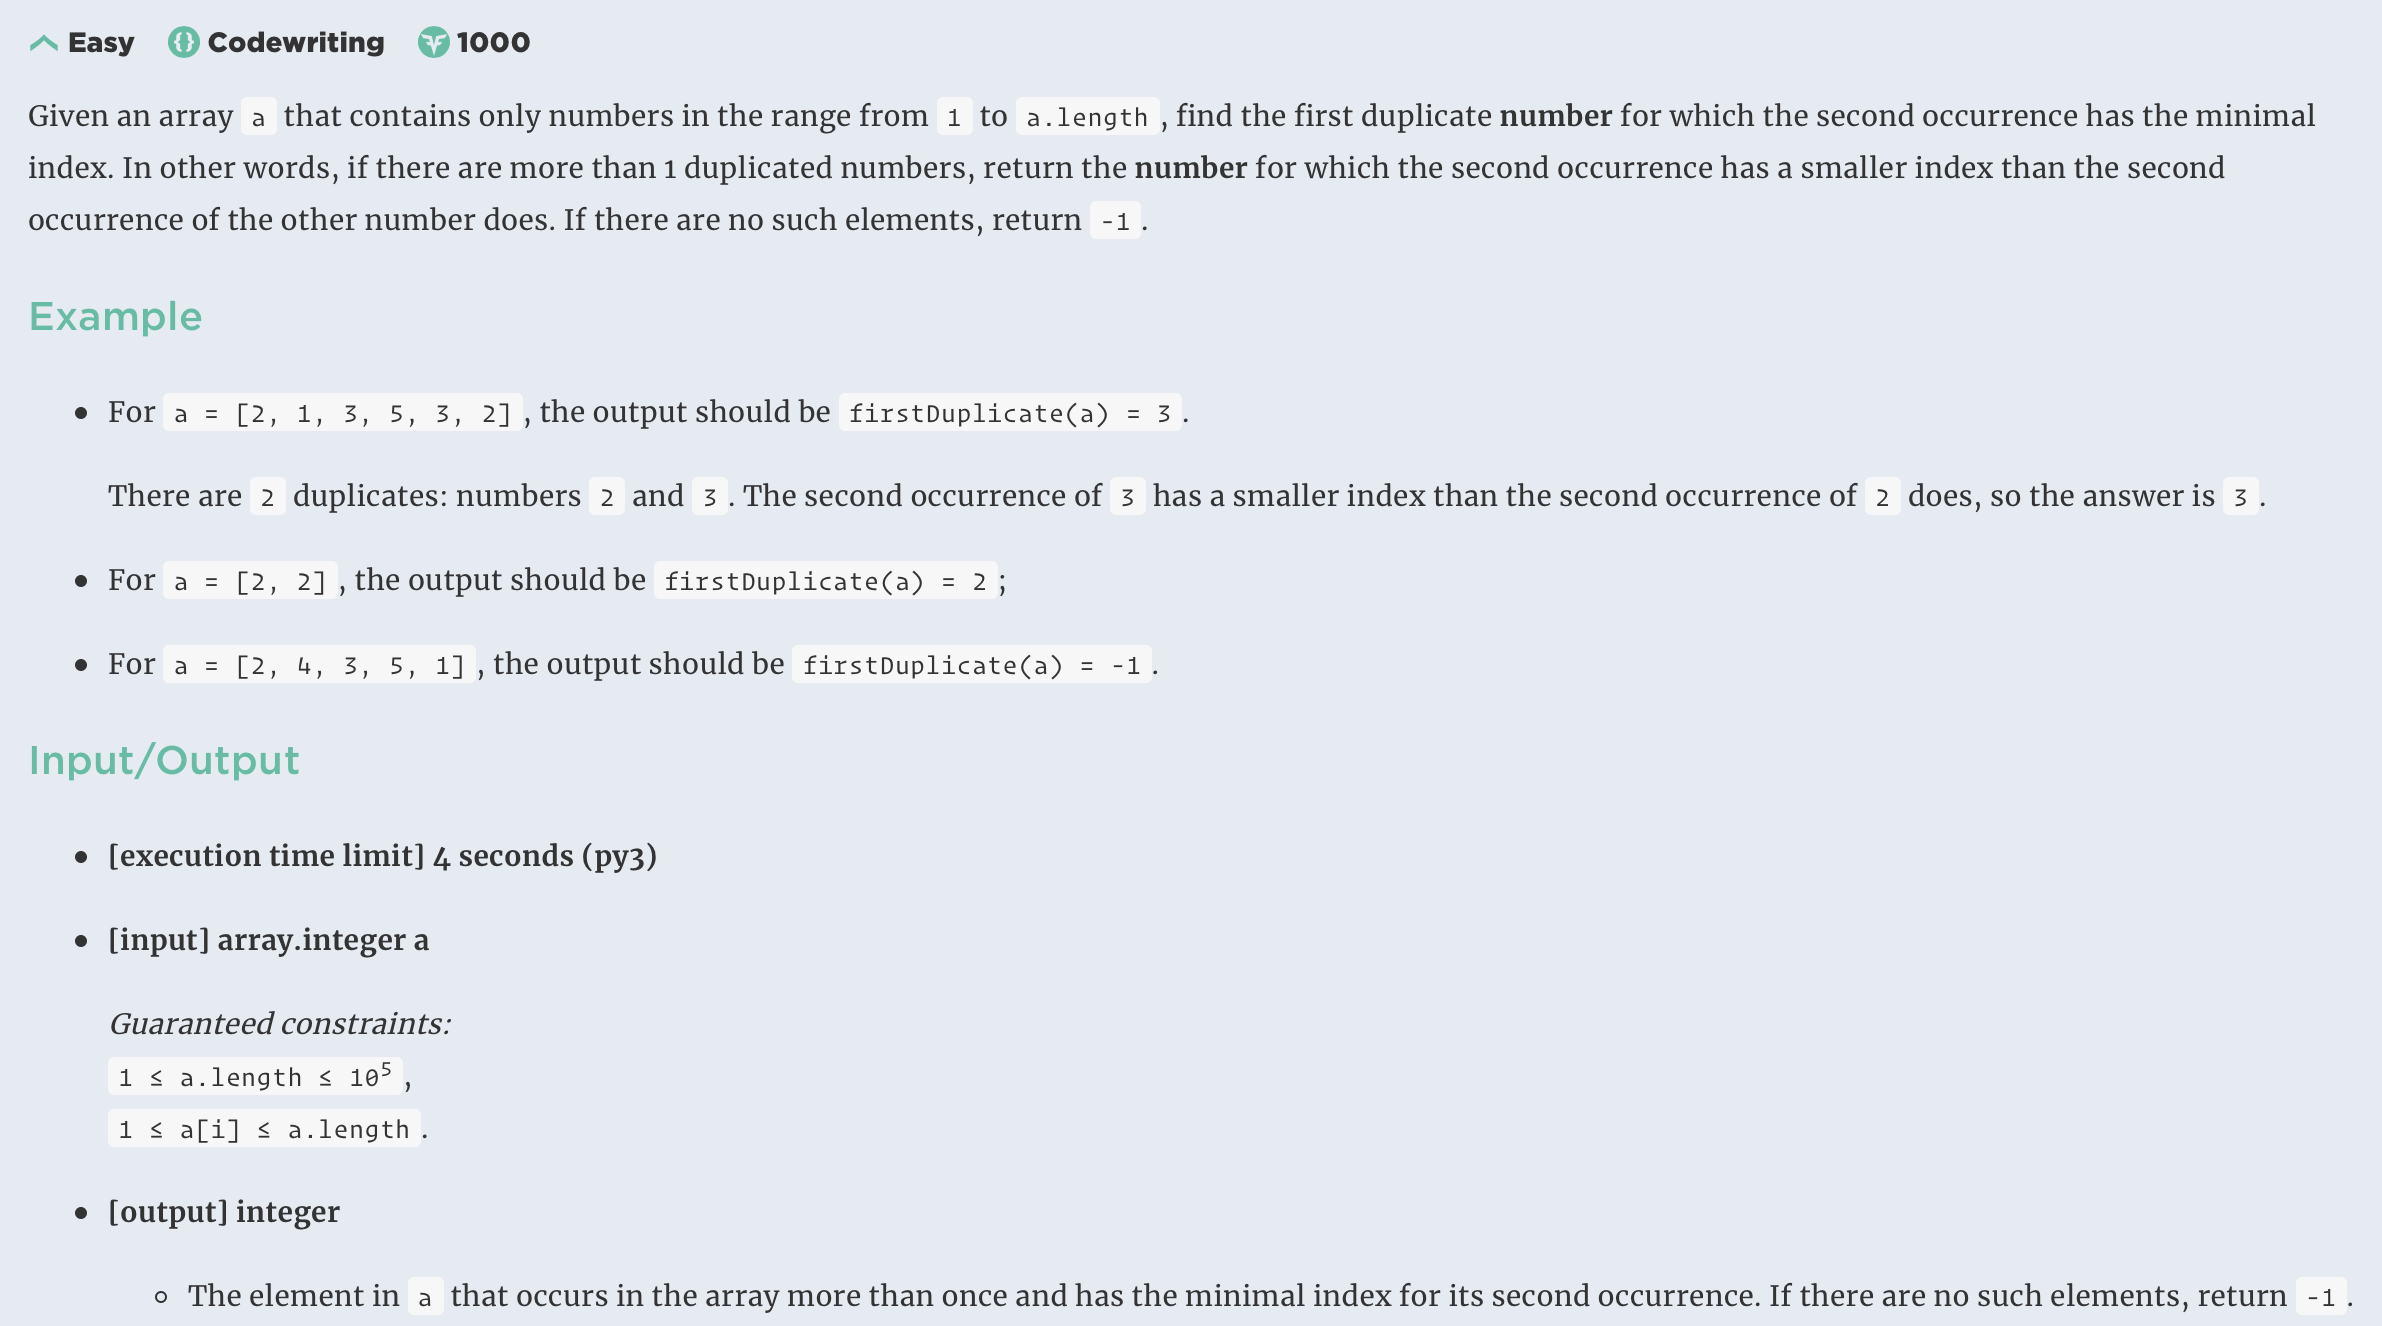 Easy Codewriting 1000
Given an array a that contains only numbers in the range from 1 to a.length, find the first duplicate number for which the second occurrence has the minimal
index. In other words, if there are more than 1 duplicated numbers, return the number for which the second occurrence has a smaller index than the second
occurrence of the other number does. If there are no such elements, return -1.
Example
• For a = [2, 1, 3, 5, 3, 2], the output should be firstDuplicate(a) = 3.
There are 2 duplicates: numbers 2 and 3. The second occurrence of 3 has a smaller index than the second occurrence of 2 does, so the answer is 3.
• For a = [2, 2], the output should be firstDuplicate(a) = 2;
• For a = [2, 4, 3, 5, 1], the output should be firstDuplicate(a) = -1.
Input/Output
• [execution time limit] 4 seconds (py3)
• [input] array.integer a
Guaranteed constraints:
1 ≤ a.length ≤ 10⁵,
1 ≤ a[i] ≤ a.length.
• [output] integer
◦ The element in a that occurs in the array more than once and has the minimal index for its second occurrence. If there are no such elements, return -1.